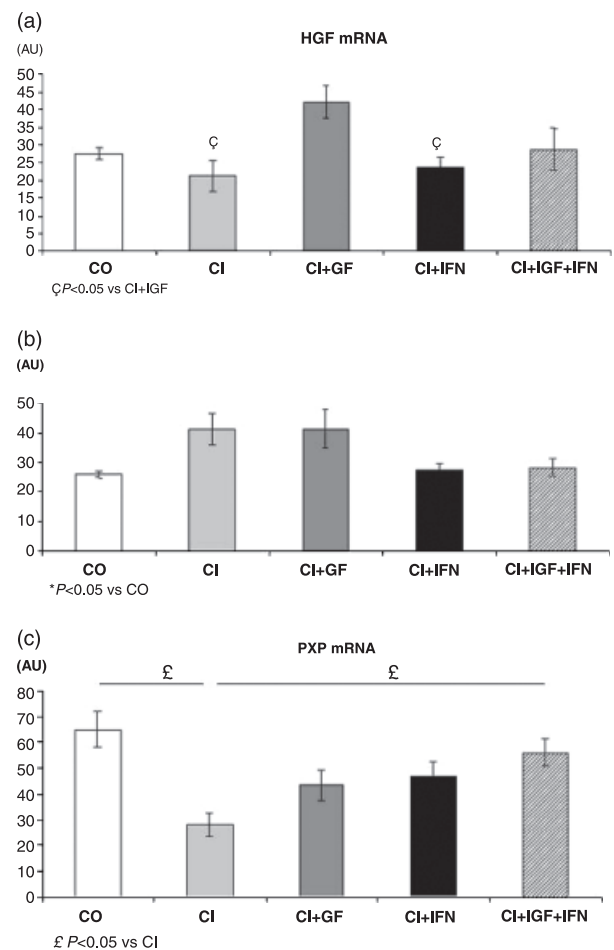 (a)
HGF mRNA
(AU)
50
45
40
35
30
25
20
15
10
5
0
Ç
Ç
CO CI CI+GF CI+IFN CI+IGF+IFN
ÇP<0.05 vs CI+IGF
(b)
(AU)
50
40
30
20
10
0
CO CI CI+GF CI+IFN CI+IGF+IFN
*P<0.05 vs CO
(c)
PXP mRNA
(AU)
£ £
80
70
60
50
40
30
20
10
0
CO CI CI+GF CI+IFN CI+IGF+IFN
£ P<0.05 vs CI